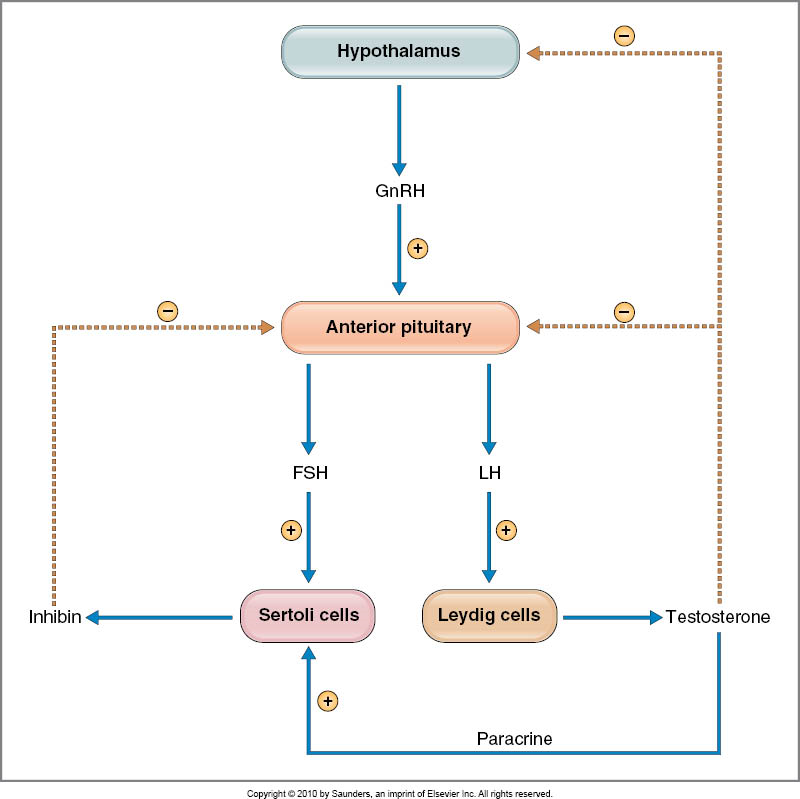 Hypothalamus
−
GnRH
+
−
Anterior pituitary
−
FSH
LH
+
+
Inhibin
Sertoli cells
Leydig cells
Testosterone
+
Paracrine
Copyright © 2010 by Saunders, an imprint of Elsevier Inc. All rights reserved.